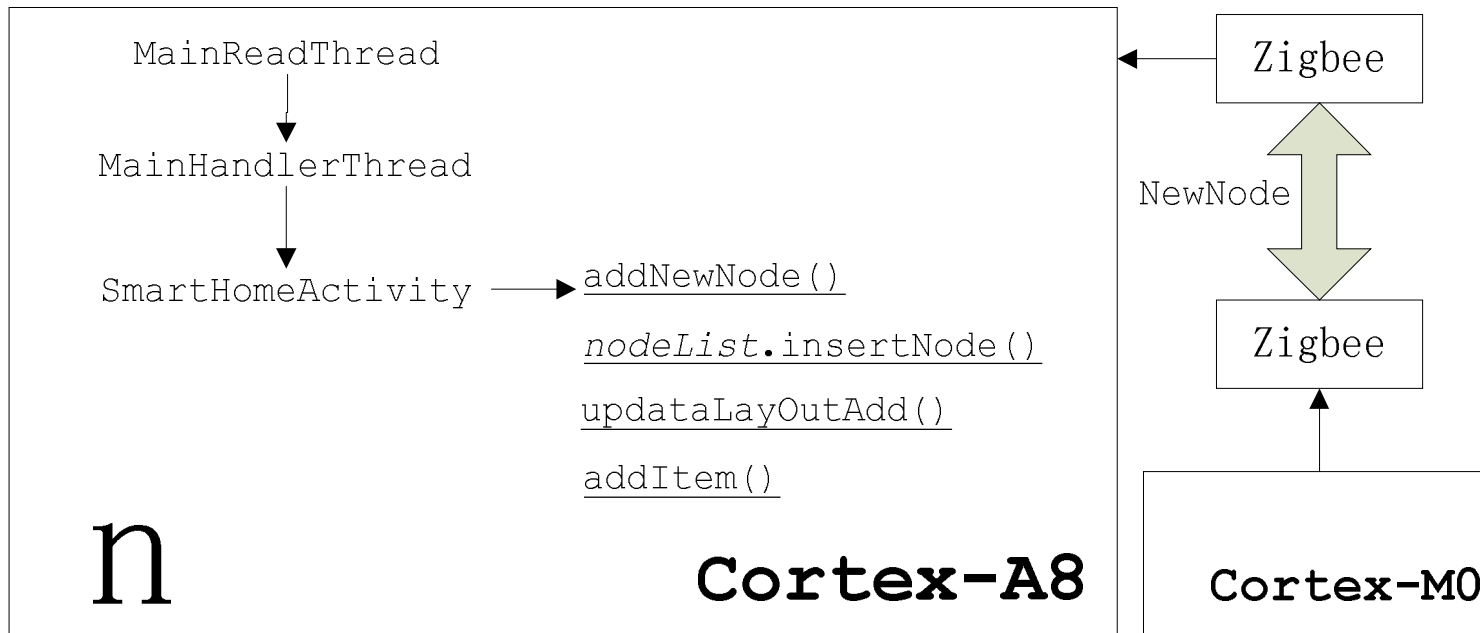 MainReadThread
MainHandlerThread
SmartHomeActivity
addNewNode()
nodeList.insertNode()
updataLayOutAdd()
addItem()
n
Cortex-A8
Zigbee
NewNode
Zigbee
Cortex-M0